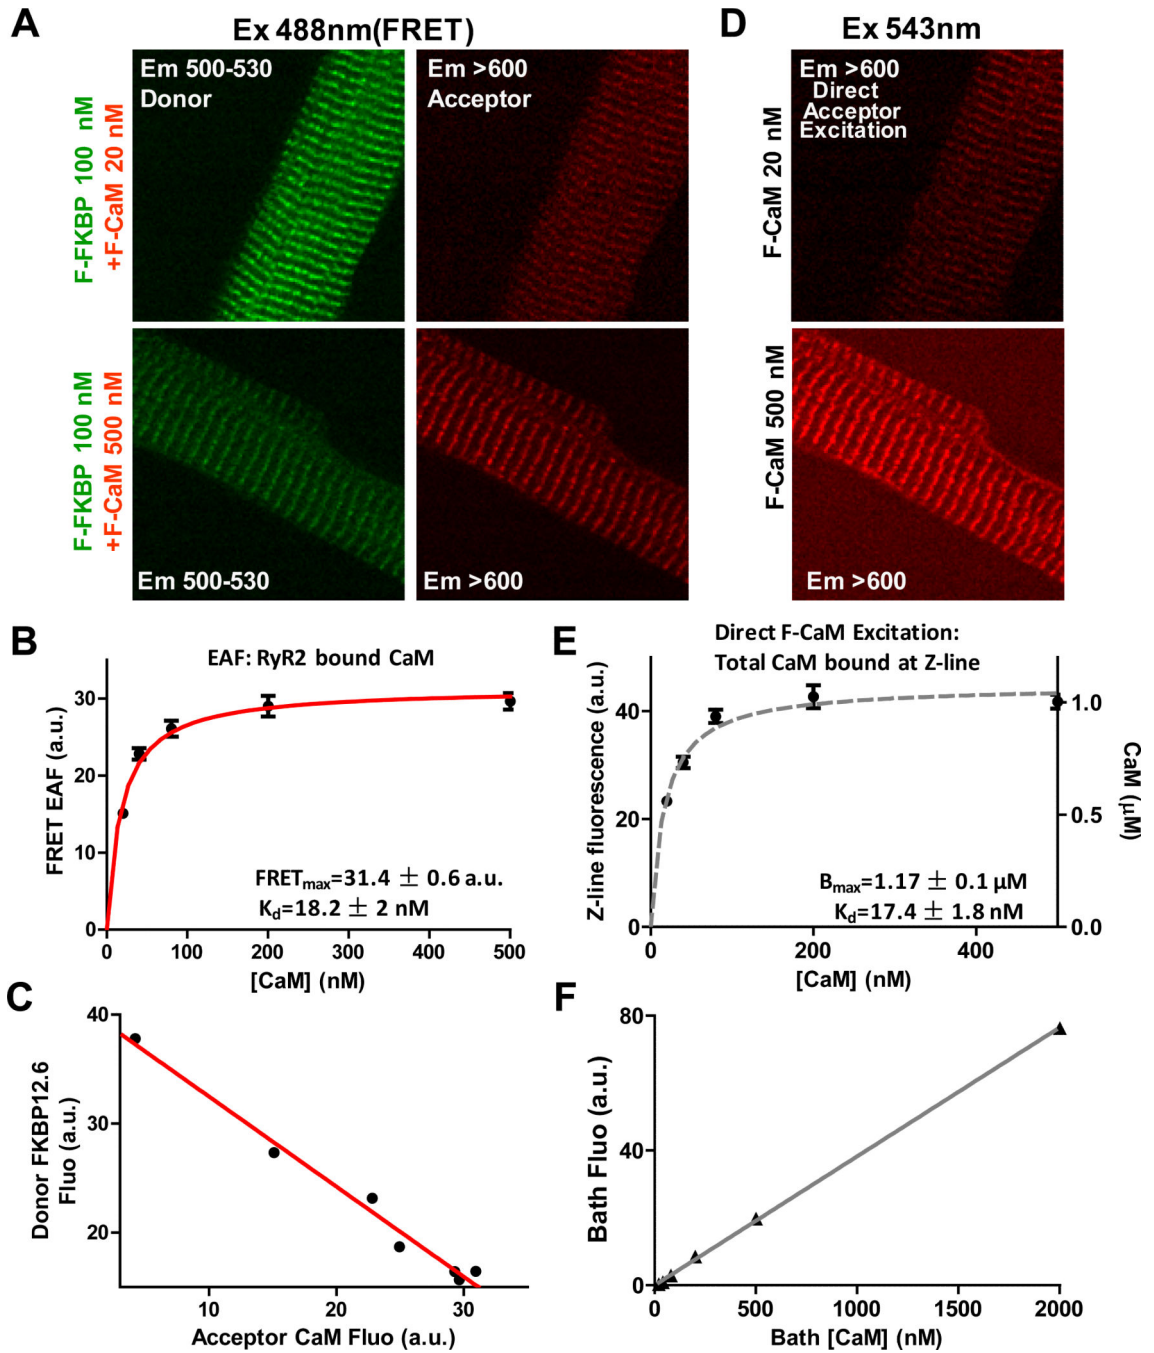 A
Ex 488nm(FRET)
Em 500-530
Donor
Em >600
Acceptor
F-FKBP 100 nM
+F-CaM 20 nM
F-FKBP 100 nM
+F-CaM 500 nM
Em 500-530
Em >600
D
Ex 543nm
Em >600
Direct
Acceptor
Excitation
F-CaM 20 nM
F-CaM 500 nM
Em >600
B
EAF: RyR2 bound CaM
FRET EAF (a.u.)
30
20
10
0
FRETmax=31.4 ± 0.6 a.u.
Kd=18.2 ± 2 nM
0 100 200 300 400 500
[CaM] (nM)
E
Direct F-CaM Excitation:
Total CaM bound at Z-line
Z-line fluorescence (a.u.)
40
20
0
1.0
0.5
0.0
CaM (μM)
Bmax=1.17 ± 0.1 μM
Kd=17.4 ± 1.8 nM
0 200 400
[CaM] (nM)
C
Donor FKBP12.6
Fluo (a.u.)
40
30
20
10 20 30
Acceptor CaM Fluo (a.u.)
F
Bath Fluo (a.u.)
80
40
0
0 500 1000 1500 2000
Bath [CaM] (nM)